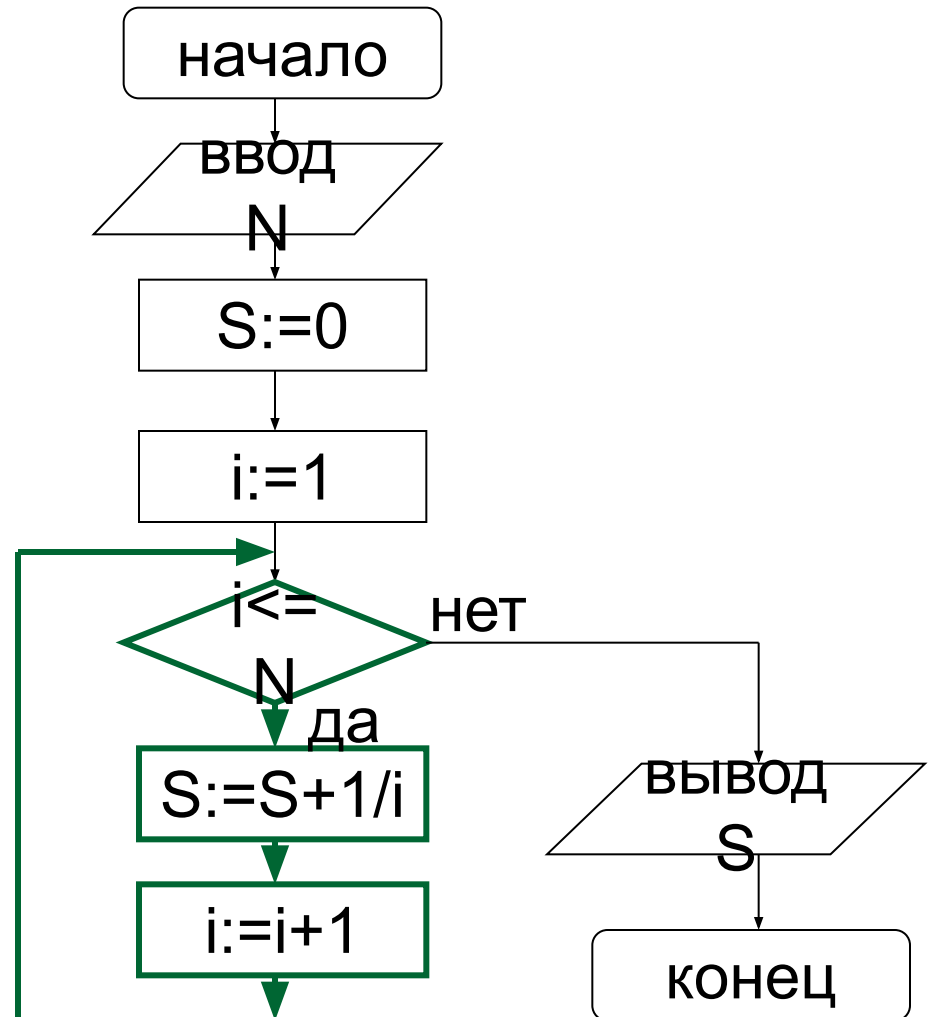 начало
ввод
N
S:=0
i:=1
i<=
N
нет
да
S:=S+1/i
i:=i+1
вывод
S
конец